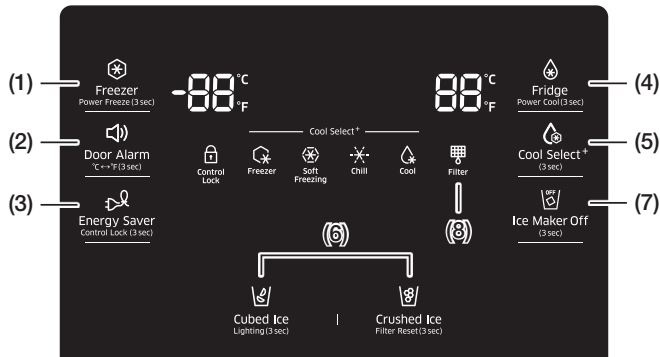 (1)
Freezer
Power Freeze (3 sec)
(2)
Door Alarm
°C↔°F (3 sec)
(3)
Energy Saver
Control Lock (3 sec)
-88 °C °F
88 °C °F
Cool Select+
Control Lock
Freezer
Soft Freezing
Chill
Cool
Filter
(6)
(8)
Cubed Ice
Lighting (3 sec)
Crushed Ice
Filter Reset (3 sec)
(4)
Fridge
Power Cool (3 sec)
(5)
Cool Select+
(3 sec)
(7)
OFF
Ice Maker Off
(3 sec)